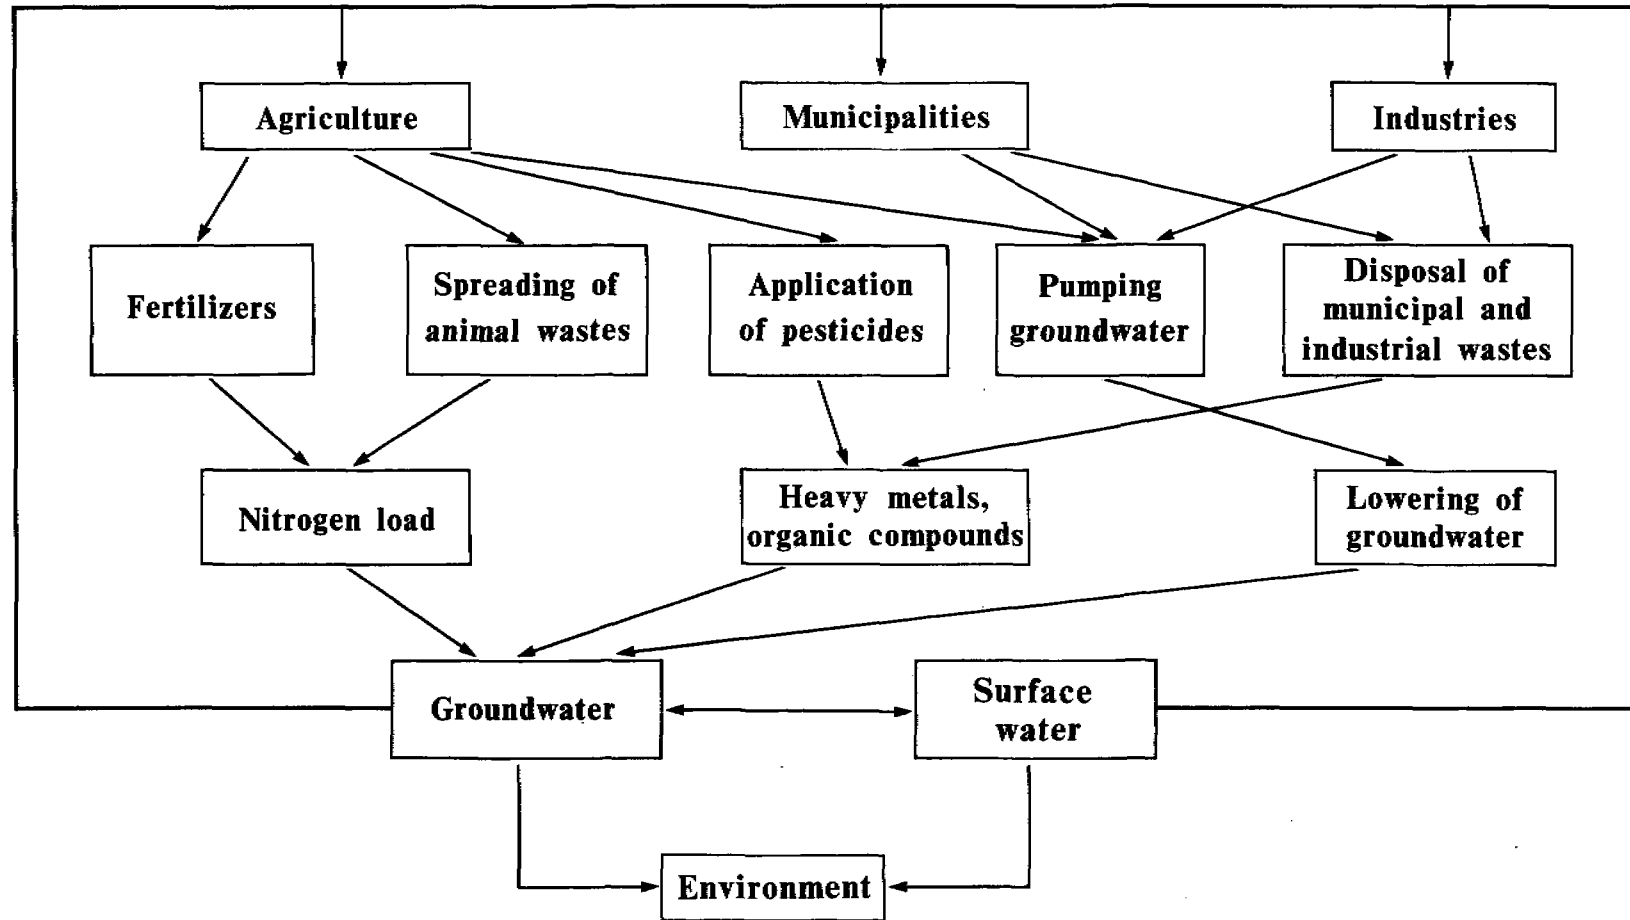 Agriculture
Municipalities
Industries
Fertilizers
Spreading of
animal wastes
Application
of pesticides
Pumping
groundwater
Disposal of
municipal and
industrial wastes
Nitrogen load
Heavy metals,
organic compounds
Lowering of
groundwater
Groundwater
Surface
water
Environment